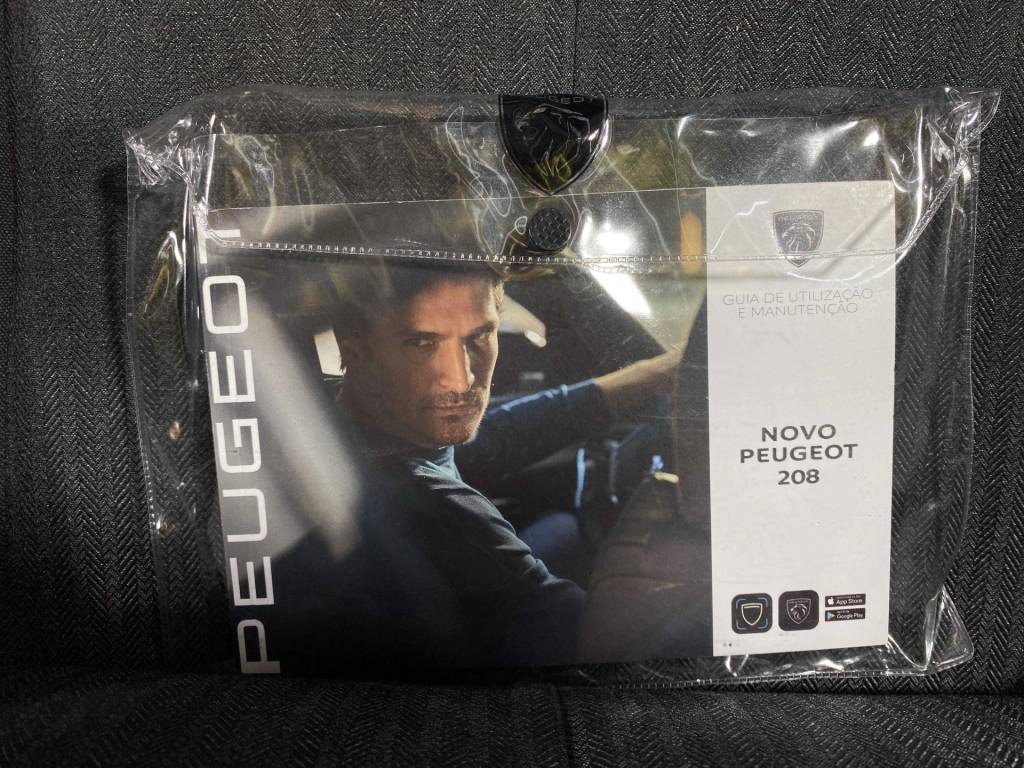 PEUGEOT
GUIA DE UTILIZAÇÃO
E MANUTENÇÃO
NOVO
PEUGEOT
208
App Store
Google Play